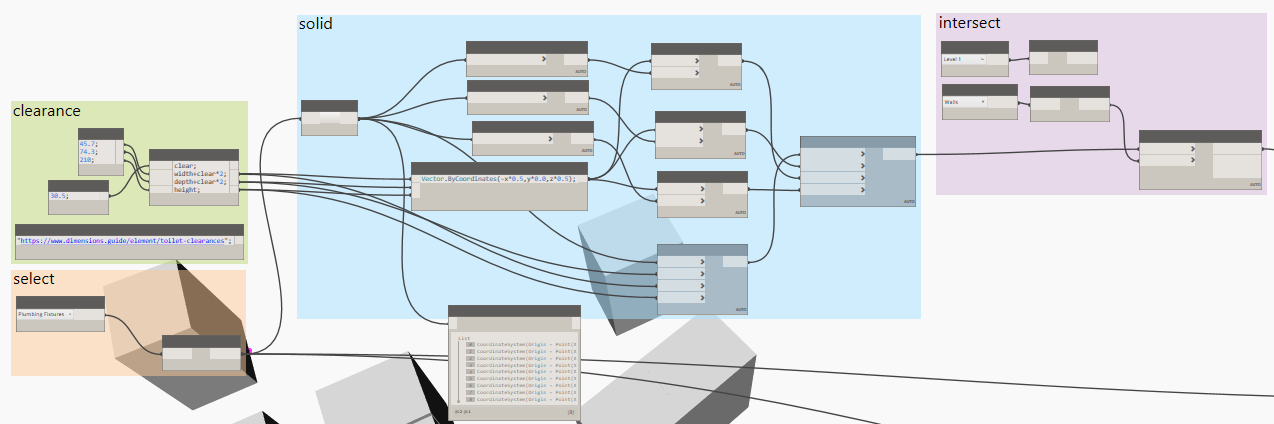 solid
intersect
Level 1
Walls
clearance
45.7;
74.3;
210;
30.5;
clear;
width+clear*2;
depth+clear*2;
height;
"https://www.dimensions.guide/element/toilet-clearances";
Vector.ByCoordinates(-x*0.5,y*0.0,z*0.5);
AUTO
AUTO
AUTO
AUTO
AUTO
AUTO
AUTO
AUTO
AUTO
select
Plumbing Fixtures
List
0 CoordinateSystem(Origin = Point(X
1 CoordinateSystem(Origin = Point(X
2 CoordinateSystem(Origin = Point(X
3 CoordinateSystem(Origin = Point(X
4 CoordinateSystem(Origin = Point(X
5 CoordinateSystem(Origin = Point(X
6 CoordinateSystem(Origin = Point(X
7 CoordinateSystem(Origin = Point(X
8 CoordinateSystem(Origin = Point(X
@L2 @L1
{9}